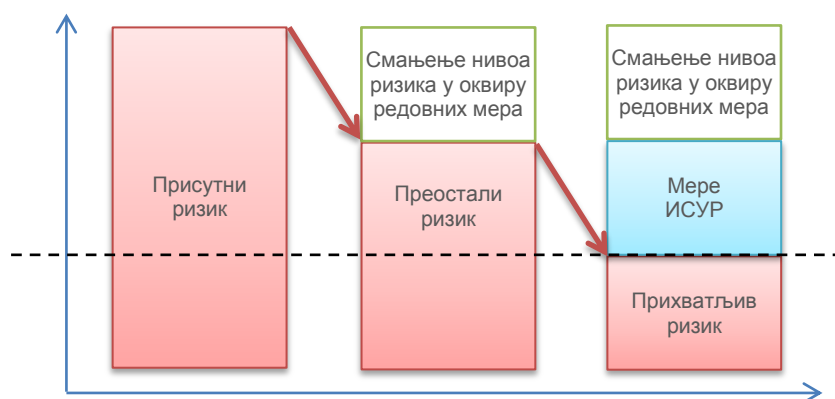 Присутни
ризик
Смањење нивоа
ризика у оквиру
редовних мера
Преостали
ризик
Смањење нивоа
ризика у оквиру
редовних мера
Мере
ИСУР
Прихватљив
ризик